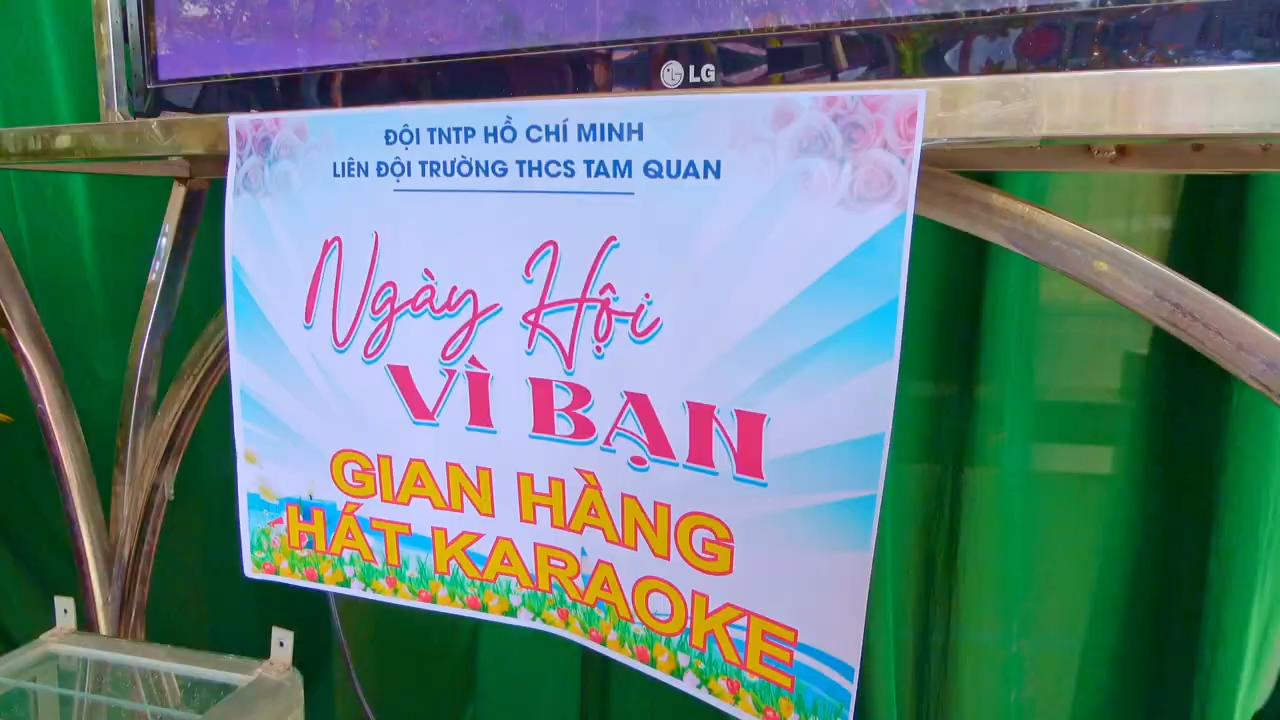 LG
ĐỘI TNTP HỒ CHÍ MINH
LIÊN ĐỘI TRƯỜNG THCS TAM QUAN
Ngày Hội
VÌ BẠN
GIAN HÀNG
HÁT KARAOKE